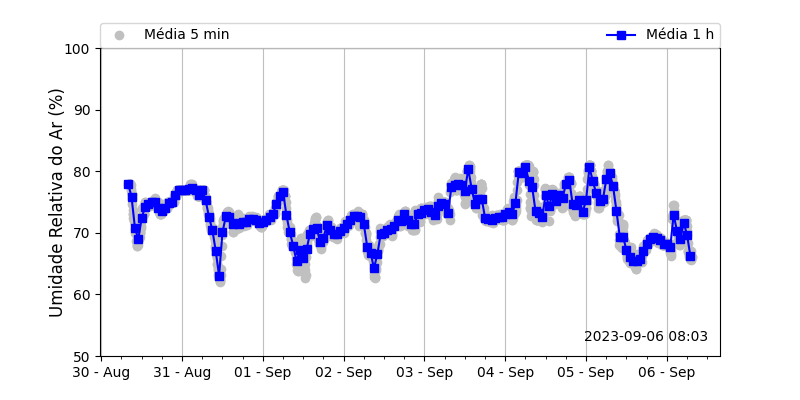 Média 5 min
Média 1 h
Umidade Relativa do Ar (%)
100
90
80
70
60
50
2023-09-06 08:03
30 - Aug
31 - Aug
01 - Sep
02 - Sep
03 - Sep
04 - Sep
05 - Sep
06 - Sep